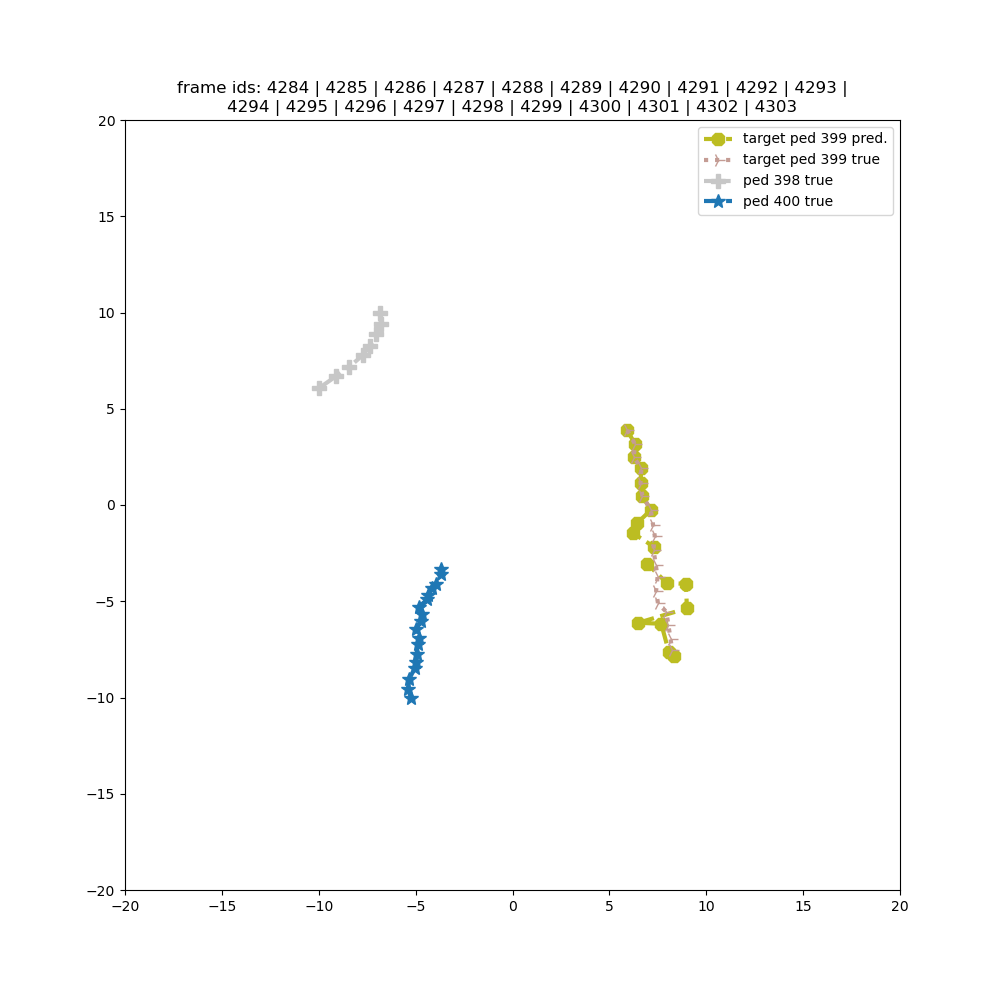 frame ids: 4284 | 4285 | 4286 | 4287 | 4288 | 4289 | 4290 | 4291 | 4292 | 4293 |
4294 | 4295 | 4296 | 4297 | 4298 | 4299 | 4300 | 4301 | 4302 | 4303
target ped 399 pred.
target ped 399 true
ped 398 true
ped 400 true
20
15
10
5
0
−5
−10
−15
−20
−20 −15 −10 −5 0 5 10 15 20